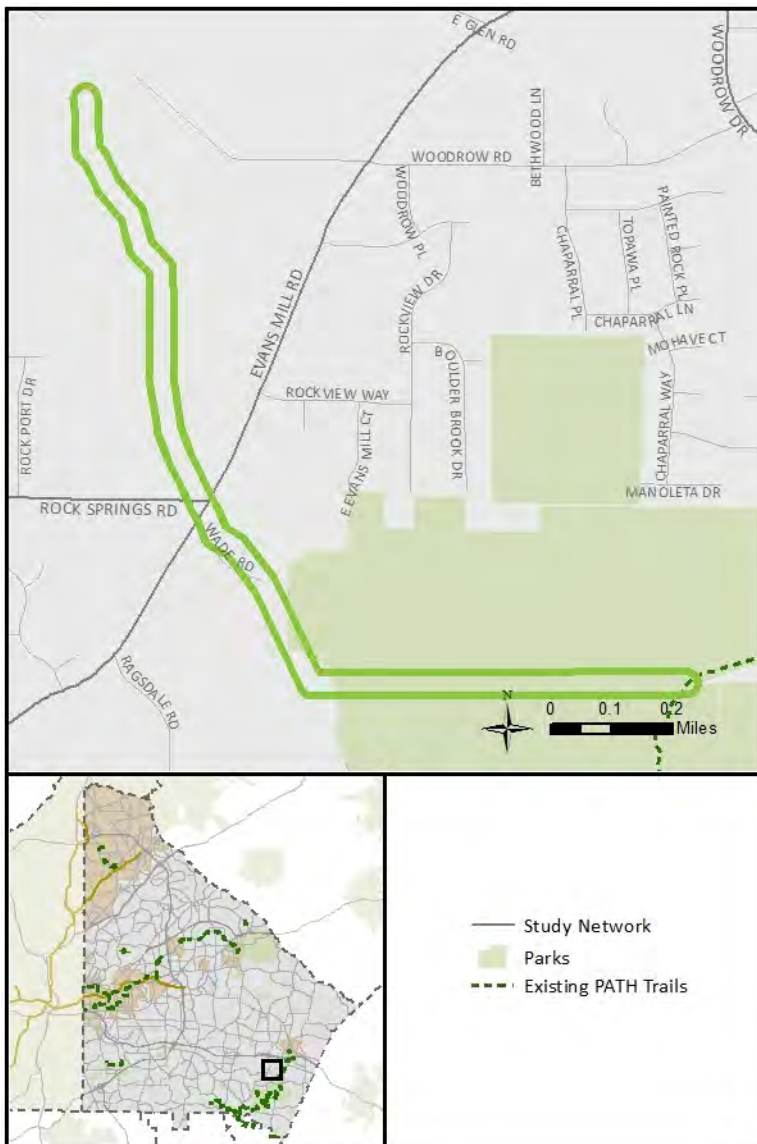 E GLEN RD
WOODROW DR
BETHWOOD LN
WOODROW RD
WOODROW PL
PAINTED ROCK PL
TOPAWA PL
CHAPARRAL PL
ROCKVIEW DR
EVANS MILL RD
CHAPARRAL LN
MOHAVE CT
BOULDER BROOK DR
ROCK PORT DR
ROCKVIEW WAY
CHAPARRAL WAY
E EVANS MILL CT
MANOLETA DR
ROCK SPRINGS RD
WADE RD
RAGSDALE RD
N
0 0.1 0.2
Miles
Study Network
Parks
Existing PATH Trails